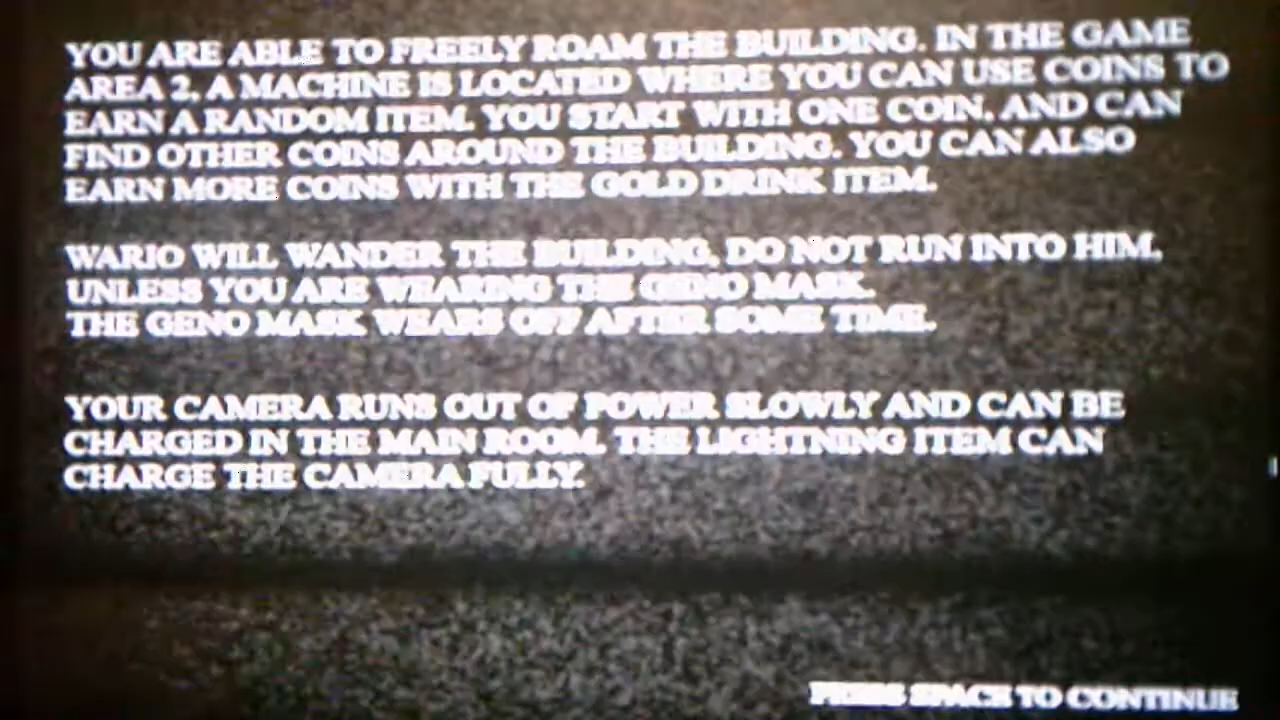 YOU ARE ABLE TO FREELY ROAM THE BUILDING. IN THE GAME
AREA 2, A MACHINE IS LOCATED WHERE YOU CAN USE COINS TO
EARN A RANDOM ITEM. YOU START WITH ONE COIN, AND CAN
FIND OTHER COINS AROUND THE BUILDING. YOU CAN ALSO
EARN MORE COINS WITH THE GOLD DRINK ITEM.
WARIO WILL WANDER THE BUILDING. DO NOT RUN INTO HIM,
UNLESS YOU ARE WEARING THE GENO MASK.
THE GENO MASK WEARS OFF AFTER SOME TIME.
YOUR CAMERA RUNS OUT OF POWER SLOWLY AND CAN BE
CHARGED IN THE MAIN ROOM. THE LIGHTNING ITEM CAN
CHARGE THE CAMERA FULLY.
PRESS SPACE TO CONTINUE